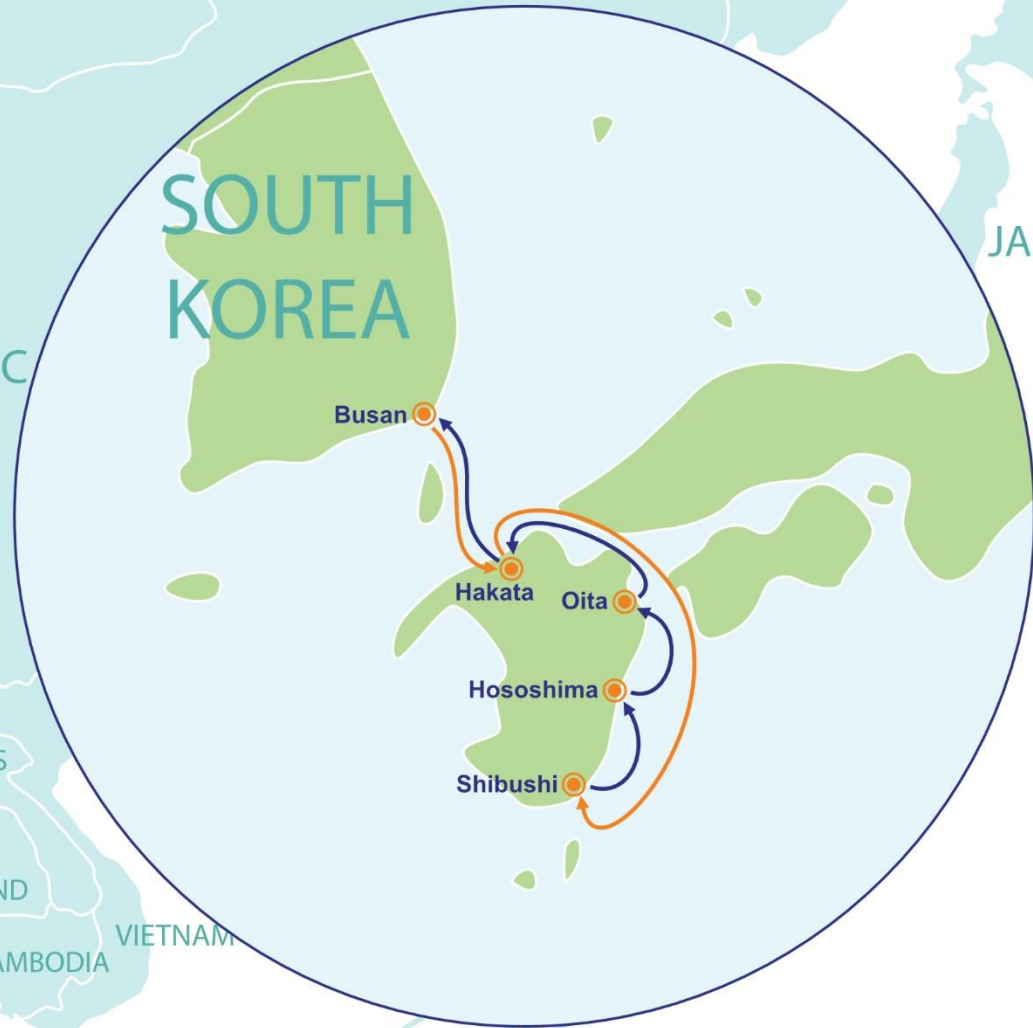 SOUTH
KOREA
JA
C
Busan
Hakata
Oita
Hososhima
Shibushi
S
ND
VIETNAM
AMBODIA